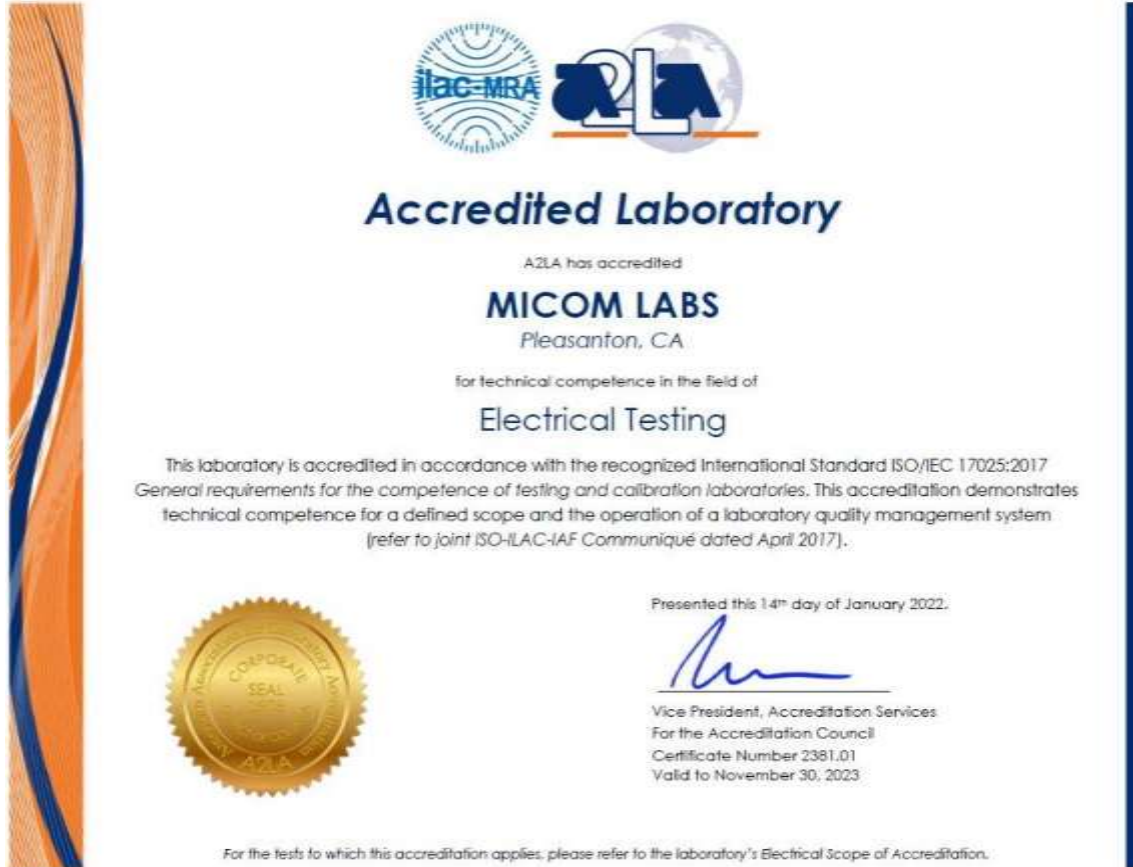 ilac-MRA
A2LA
Accredited Laboratory
A2LA has accredited
MICOM LABS
Pleasanton, CA
for technical competence in the field of
Electrical Testing
This laboratory is accredited in accordance with the recognized International Standard ISO/IEC 17025:2017
General requirements for the competence of testing and calibration laboratories. This accreditation demonstrates
technical competence for a defined scope and the operation of a laboratory quality management system
(refer to joint ISO-ILAC-IAF Communiqué dated April 2017).
Presented this 14th day of January 2022.
CORPORATE
SEAL
A2LA
Vice President, Accreditation Services
For the Accreditation Council
Certificate Number 2381.01
Valid to November 30, 2023
For the tests to which this accreditation applies, please refer to the laboratory's Electrical Scope of Accreditation.